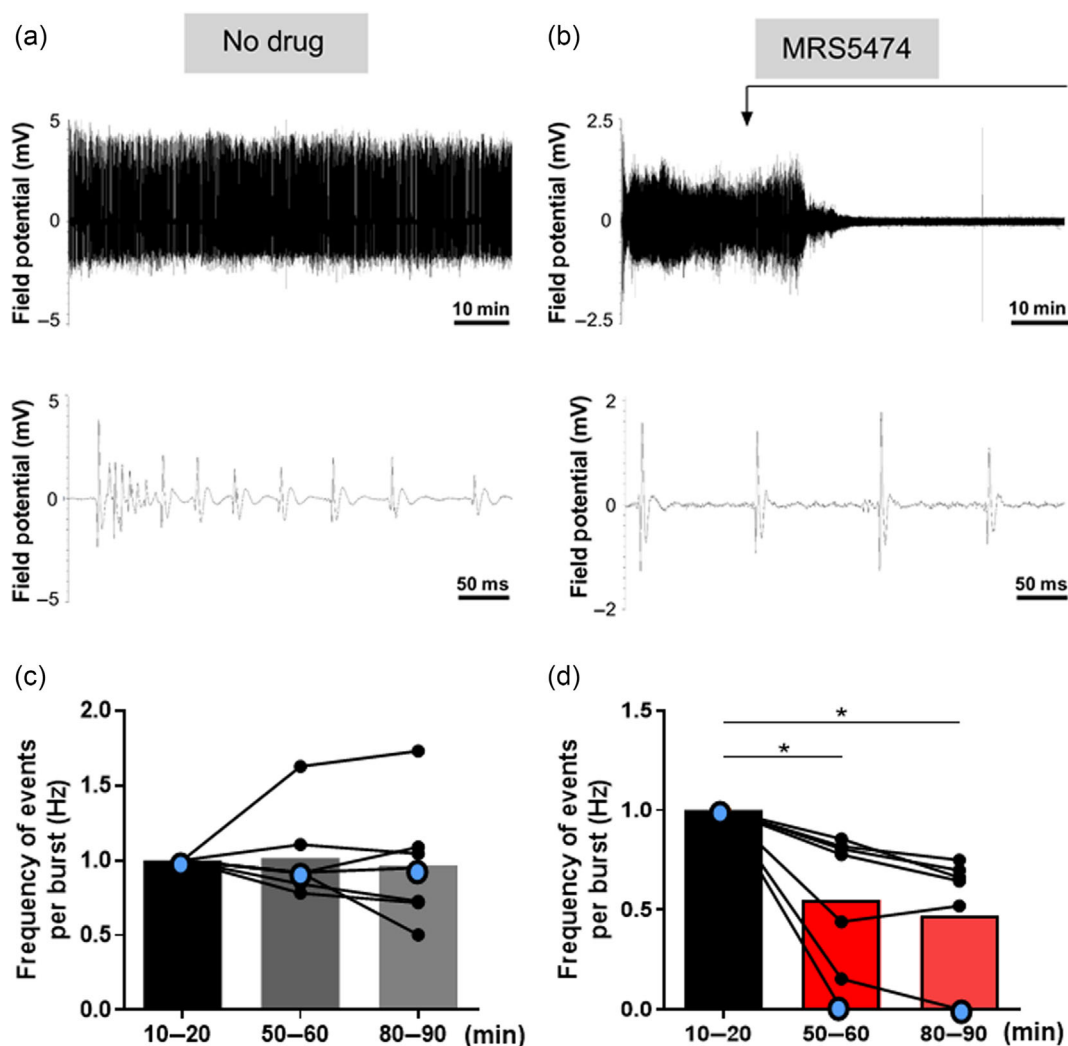 (a)
No drug
(b)
MRS5474
Field potential (mV)
5
0
–5
10 min
Field potential (mV)
2.5
0
–2.5
10 min
Field potential (mV)
5
0
–5
50 ms
Field potential (mV)
2
0
–2
50 ms
(c)
Frequency of events
per burst (Hz)
2.0
1.5
1.0
0.5
0.0
10–20
50–60
80–90
(min)
(d)
Frequency of events
per burst (Hz)
1.5
1.0
0.5
0.0
*
*
10–20
50–60
80–90
(min)